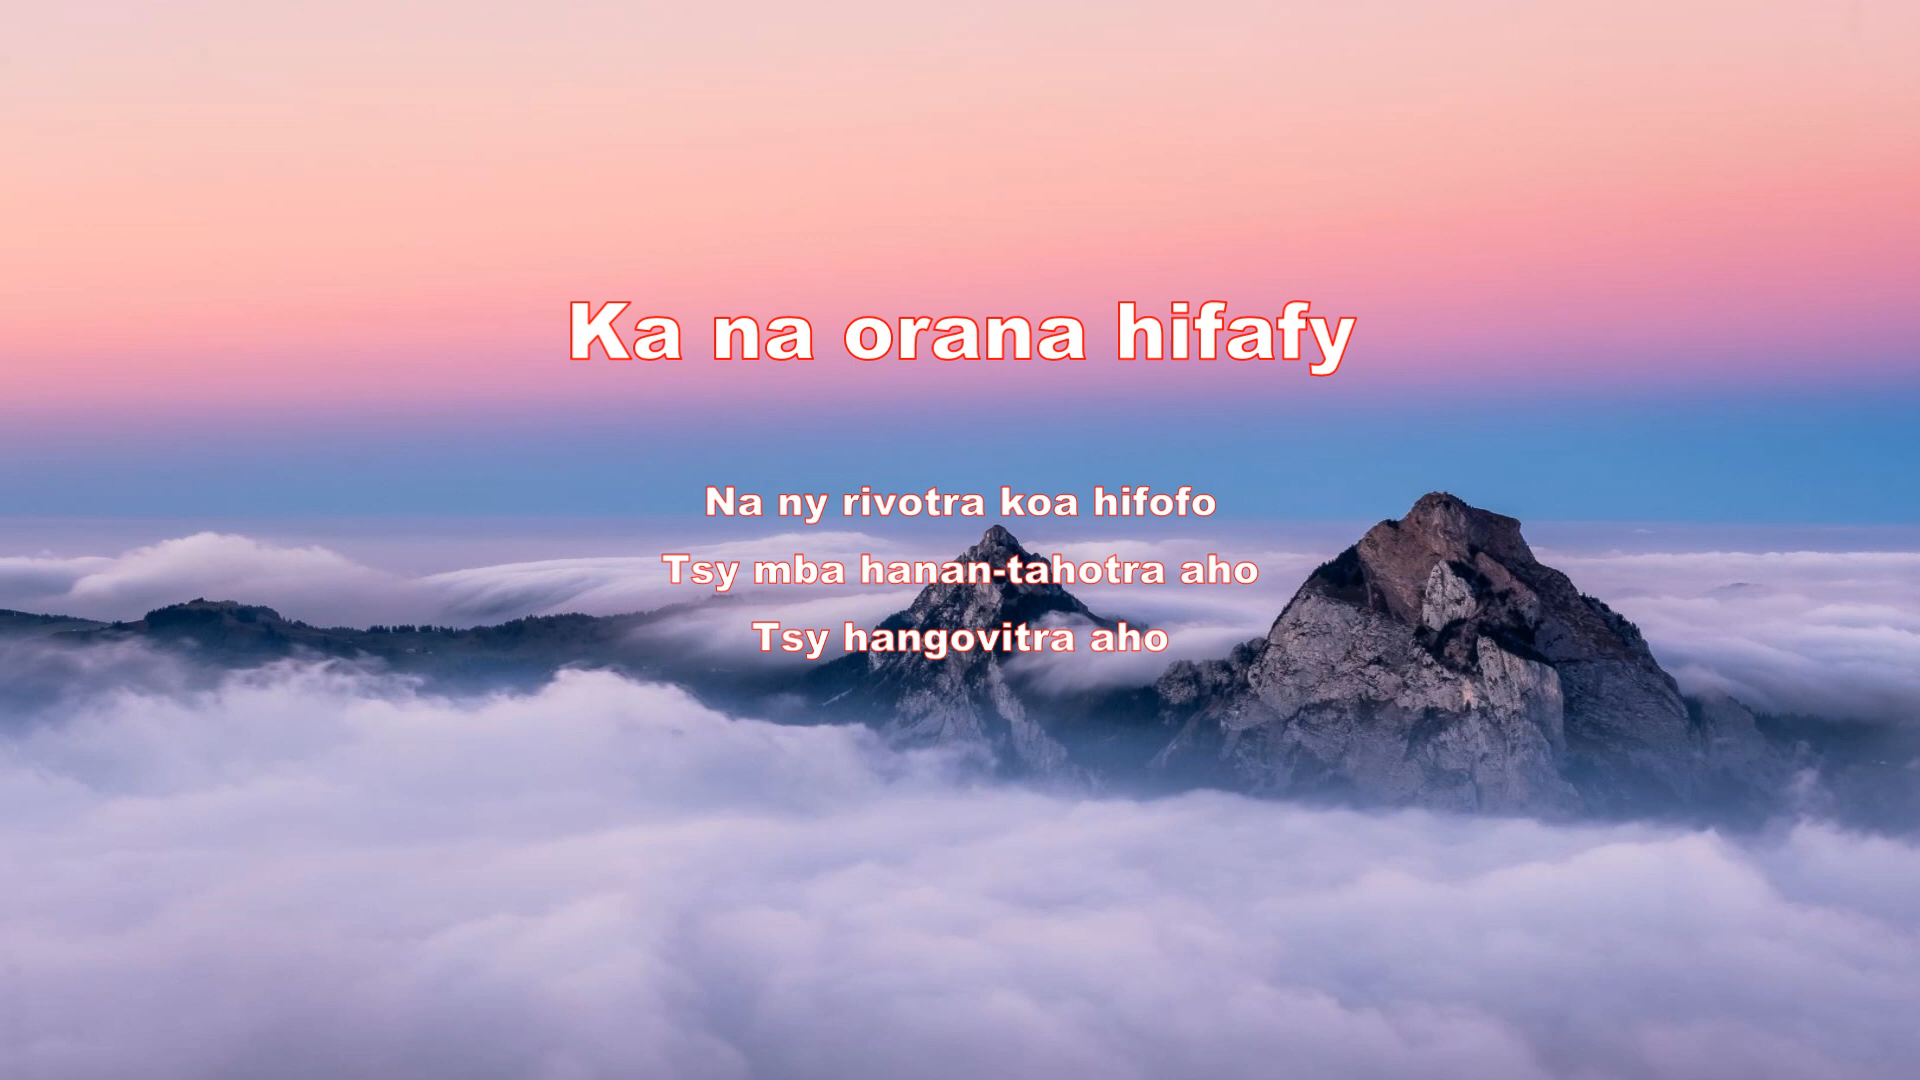 Ka na orana hifafy
Na ny rivotra koa hifofo
Tsy mba hanan-tahotra aho
Tsy hangovitra aho